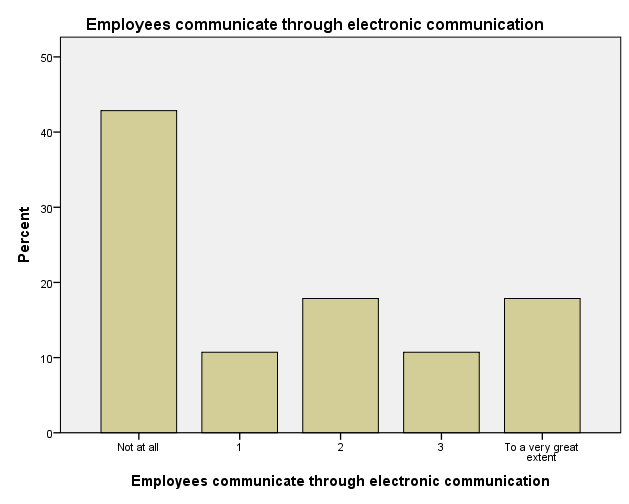 Employees communicate through electronic communication
50
40
30
20
10
0
Percent
Not at all
1
2
3
To a very great
extent
Employees communicate through electronic communication